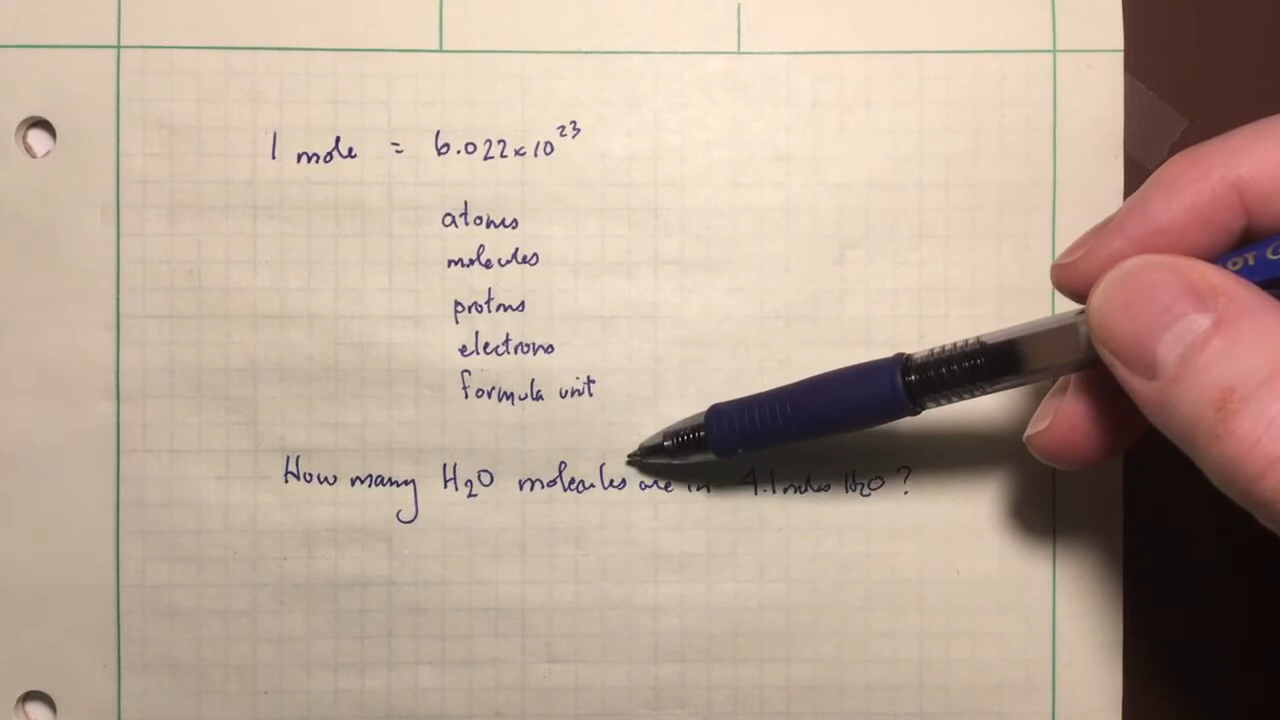 1 mole = 6.022x10²³
atoms
molecules
protons
electrons
formula unit
How many H₂O molecules are in 4.1 moles H₂O?
OT G